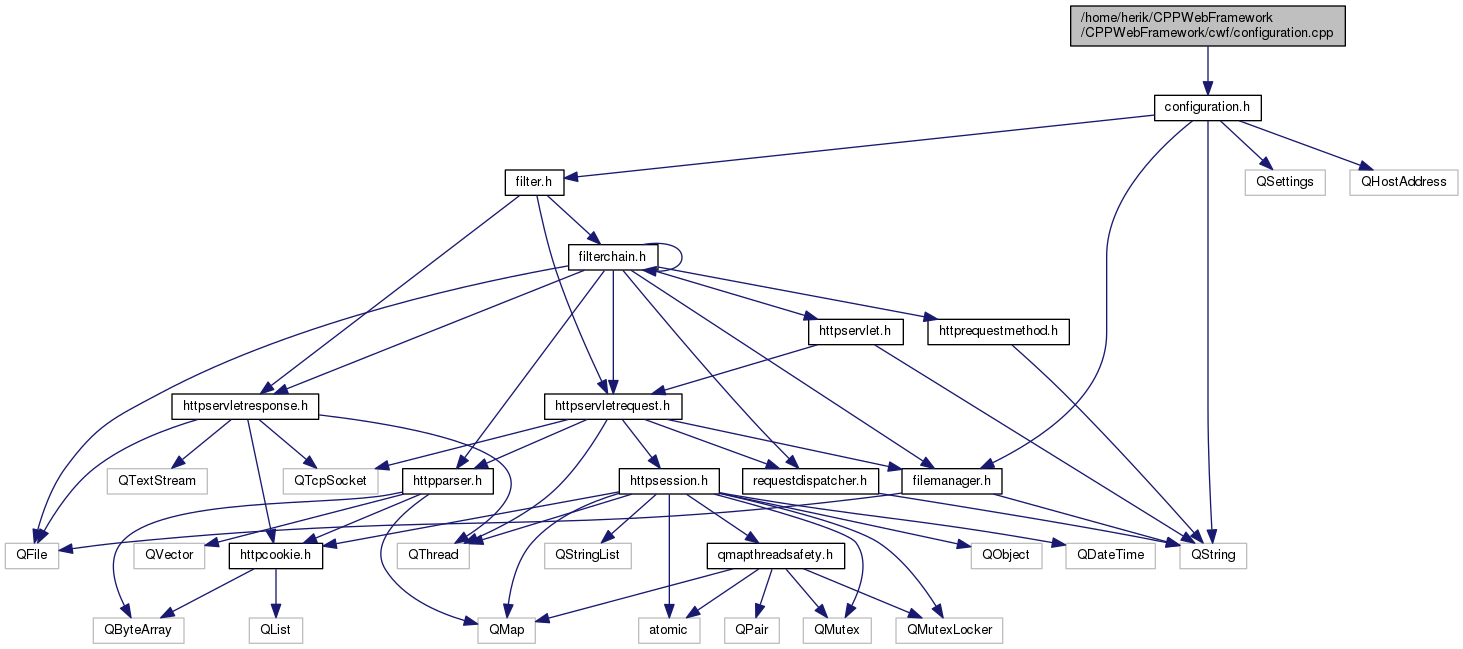 /home/herik/CPPWebFramework
/CPPWebFramework/cwf/configuration.cpp
configuration.h
filter.h
QSettings
QHostAddress
filterchain.h
httpservlet.h
httprequestmethod.h
httpservletresponse.h
httpservletrequest.h
QTextStream
QTcpSocket
httpparser.h
httpsession.h
requestdispatcher.h
filemanager.h
QFile
QVector
httpcookie.h
QThread
QStringList
qmapthreadsafety.h
QObject
QDateTime
QString
QByteArray
QList
QMap
atomic
QPair
QMutex
QMutexLocker